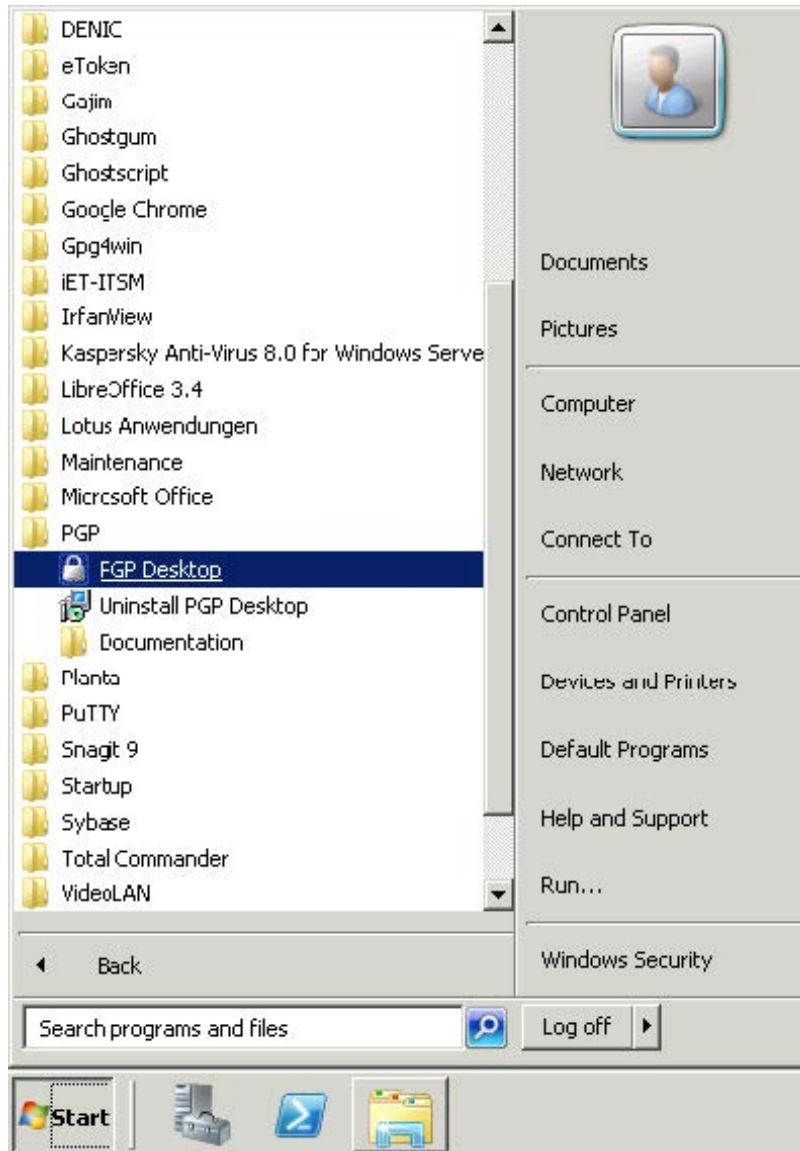 DENIC
eToken
Gajim
Ghostgum
Ghostscript
Google Chrome
Gpg4win
iET-ITSM
IrfanView
Kaspersky Anti-Virus 8.0 for Windows Serve
LibreOffice 3.4
Lotus Anwendungen
Maintenance
Microsoft Office
PGP
PGP Desktop
Uninstall PGP Desktop
Documentation
Planta
PuTTY
Snagit 9
Startup
Sybase
Total Commander
VideoLAN
Back
Search programs and files
Documents
Pictures
Computer
Network
Connect To
Control Panel
Devices and Printers
Default Programs
Help and Support
Run...
Windows Security
Log off
Start